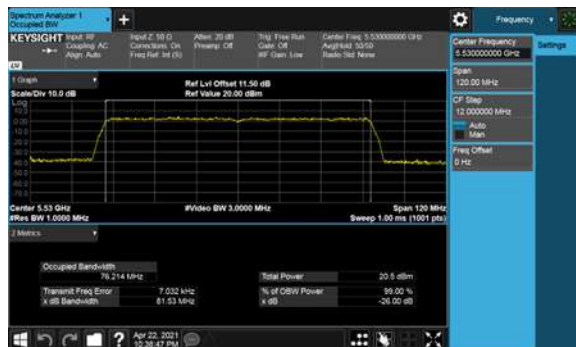 Spectrum Analyzer 1
Occupied BW
Frequency
KEYSIGHT
Input: RF
Coupling: AC
Align: Auto
Input Z: 50 Ω
Corrections: On
Freq Ref: Int (S)
Atten: 20 dB
Preamp: Off
Trig: Free Run
Gate: Off
#IF Gain: Low
Center Freq: 5.530000000 GHz
Avg|Hold: 50/50
Radio Std: None
1 Graph
Scale/Div 10.0 dB
Ref Lvl Offset 11.50 dB
Ref Value 20.00 dBm
Log
10.0
0.00
Center 5.53 GHz
#Res BW 1.0000 MHz
#Video BW 3.0000 MHz
Span 120 MHz
Sweep 1.00 ms (1001 pts)
2 Metrics
Occupied Bandwidth
76.214 MHz
Total Power
20.5 dBm
Transmit Freq Error
7.032 kHz
% of OBW Power
99.00 %
x dB Bandwidth
81.53 MHz
x dB
-26.00 dB
Center Frequency
5.530000000 GHz
Settings
Span
120.00 MHz
CF Step
12.000000 MHz
Auto
Man
Freq Offset
0 Hz
?
Apr 22, 2021
10:36:47 PM